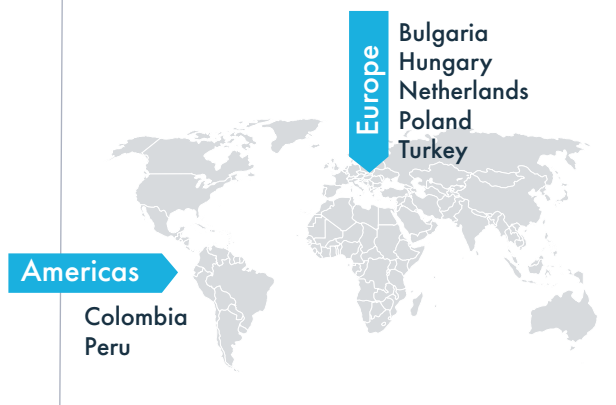 Europe
Bulgaria
Hungary
Netherlands
Poland
Turkey
Americas
Colombia
Peru